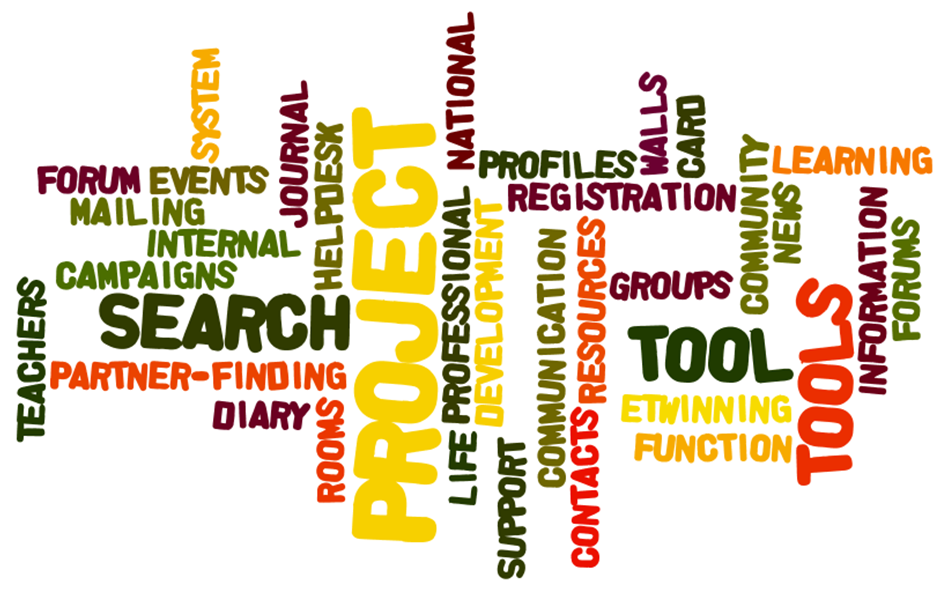 SYSTEM
NATIONAL
JOURNAL
WALLS
CARD
HELPDESK
PROJECT
PROFILES
COMMUNITY
LEARNING
FORUM
EVENTS
REGISTRATION
NEWS
MAILING
PROFESSIONAL
DEVELOPMENT
INTERNAL
COMMUNICATION
RESOURCES
INFORMATION
FORUMS
CAMPAIGNS
GROUPS
TEACHERS
SEARCH
TOOL
TOOLS
PARTNER-FINDING
DIARY
ROOMS
LIFE
ETWINNING
FUNCTION
SUPPORT
CONTACTS